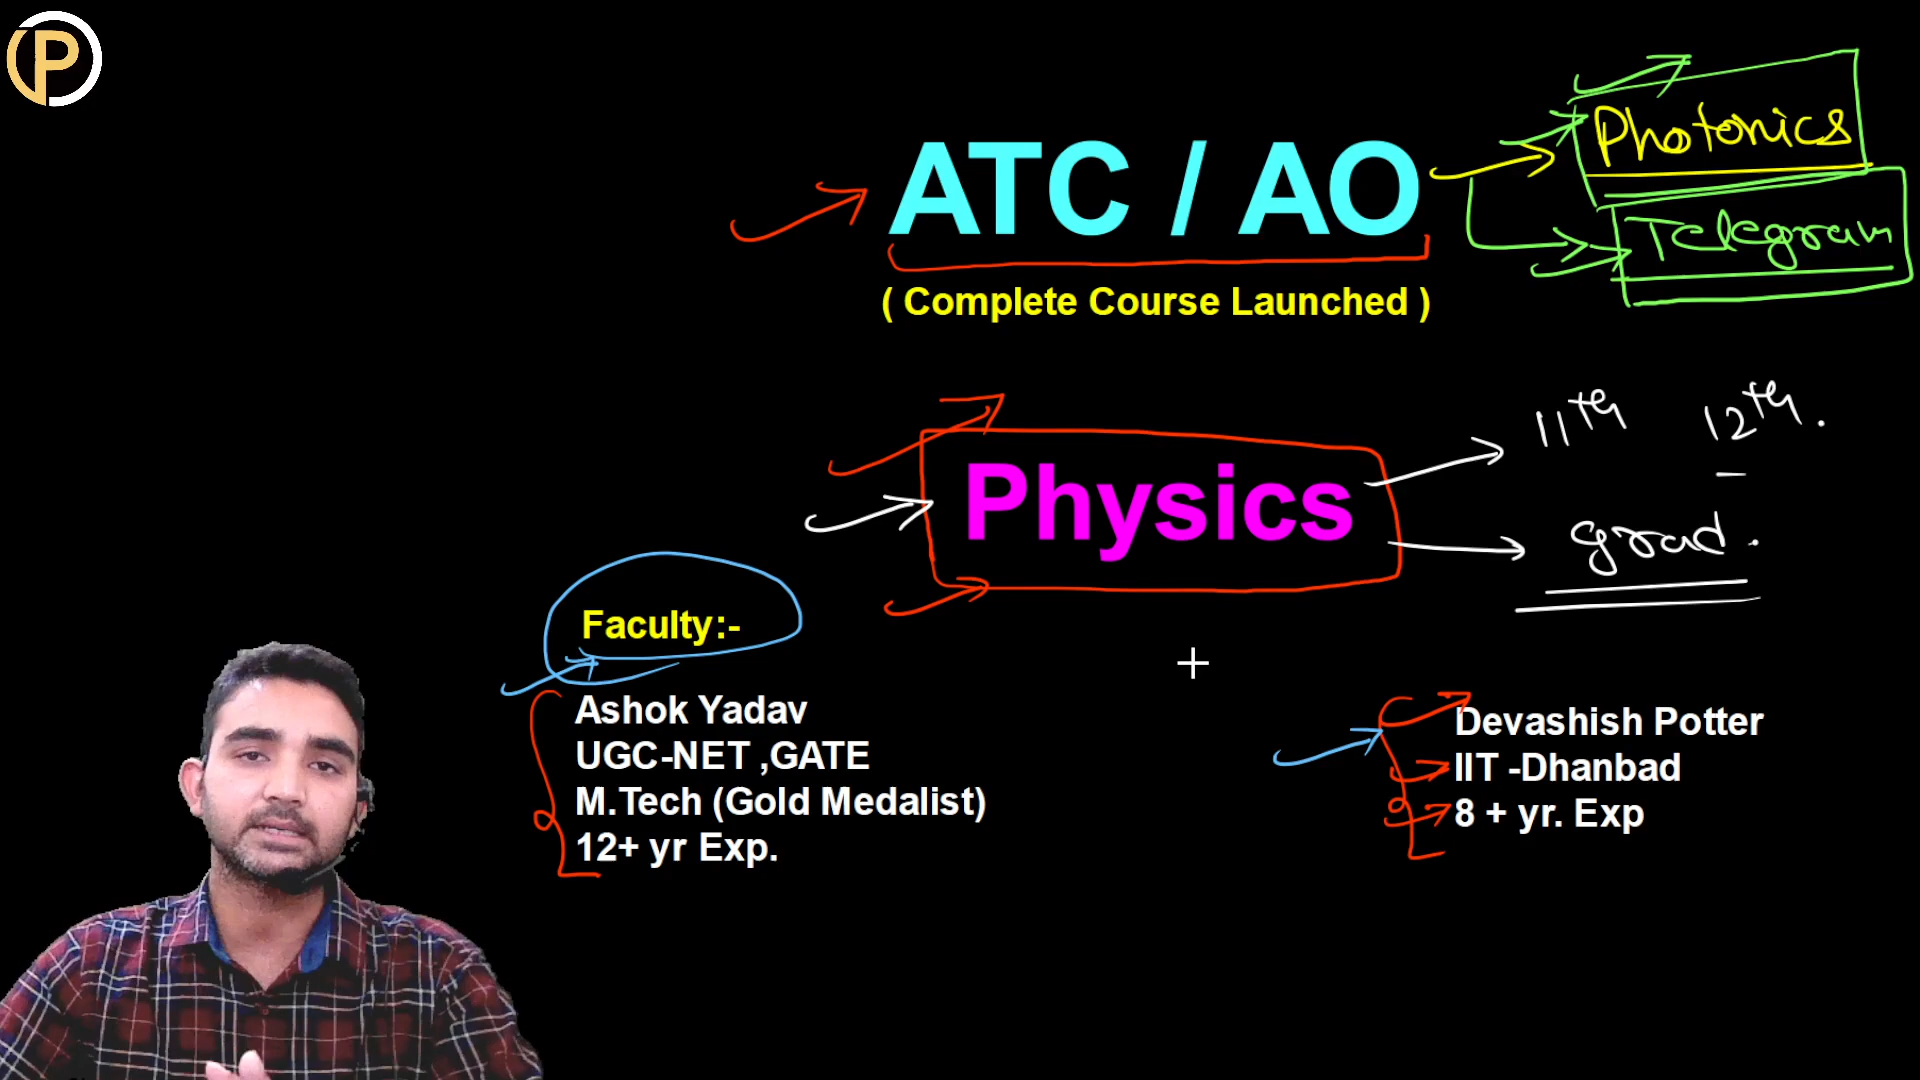 P
ATC / AO
Photonics
Telegram
( Complete Course Launched )
Physics
11th 12th.
grad.
Faculty:-
Ashok Yadav
UGC-NET ,GATE
M.Tech (Gold Medalist)
12+ yr Exp.
Devashish Potter
IIT -Dhanbad
8 + yr. Exp